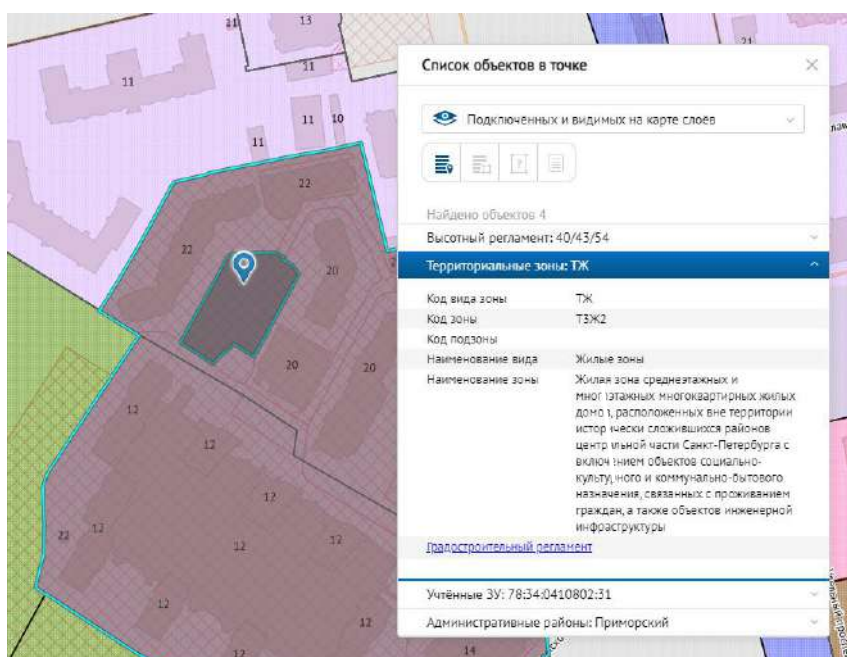 21
13
21
11
11
11
10
11
22
22
20
20
20
12
12
12
12
12
22
12
12
12
12
14
Список объектов в точке
Подключенных и видимых на карте слоев
Найдено объектов 4
Высотный регламент: 40/43/54
Территориальные зоны: ТЖ
Код вида зоны ТЖ
Код зоны Т3Ж2
Код подзоны
Наименование вида Жилые зоны
Наименование зоны Жилая зона среднеэтажных и
многоэтажных многоквартирных жилых
домов, расположенных вне территории
исторически сложившихся районов
центральной части Санкт-Петербурга с
включением объектов социально-
культурного и коммунально-бытового
назначения, связанных с проживанием
граждан, а также объектов инженерной
инфраструктуры
Градостроительный регламент
Учтённые ЗУ: 78:34:0410802:31
Административные районы: Приморский